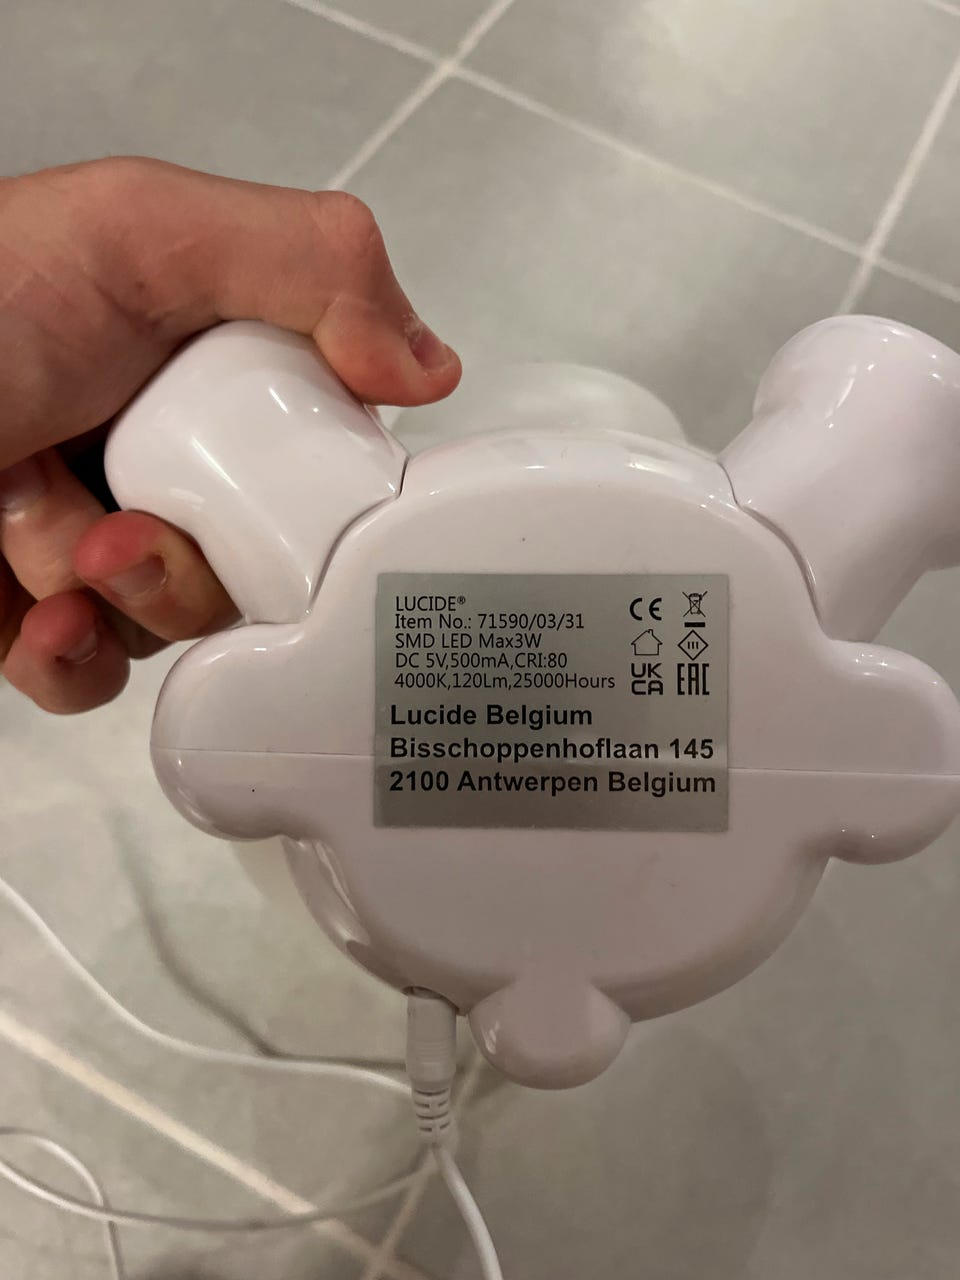 LUCIDE®
Item No.: 71590/03/31
SMD LED Max3W
DC 5V,500mA,CRI:80
4000K,120Lm,25000Hours
CE
III
UK
CA
EAC
Lucide Belgium
Bisschoppenhoflaan 145
2100 Antwerpen Belgium